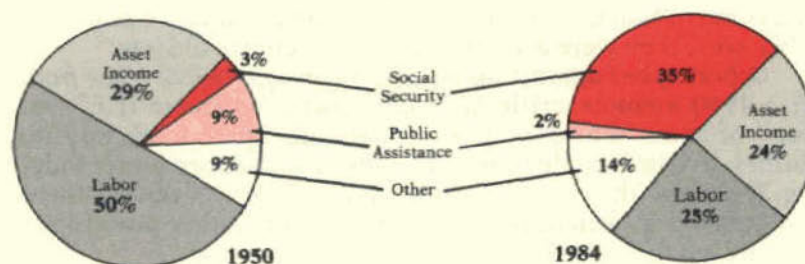 Asset
Income
29%
3%
9%
9%
Labor
50%
1950
Social
Security
Public
Assistance
Other
35%
2%
14%
Asset
Income
24%
Labor
25%
1984